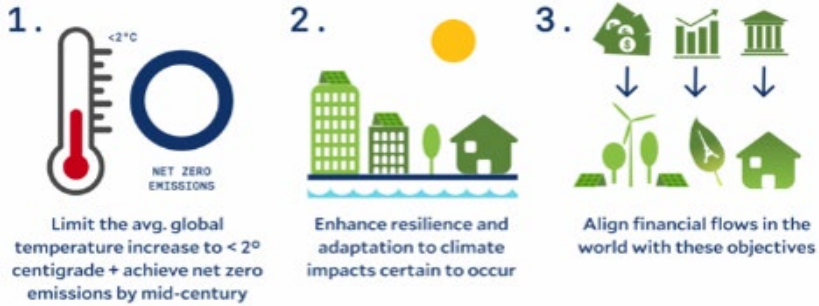 1.
<2°C
NET ZERO
EMISSIONS
Limit the avg. global
temperature increase to < 2º
centigrade + achieve net zero
emissions by mid-century
2.
Enhance resilience and
adaptation to climate
impacts certain to occur
3.
$
$
Align financial flows in the
world with these objectives